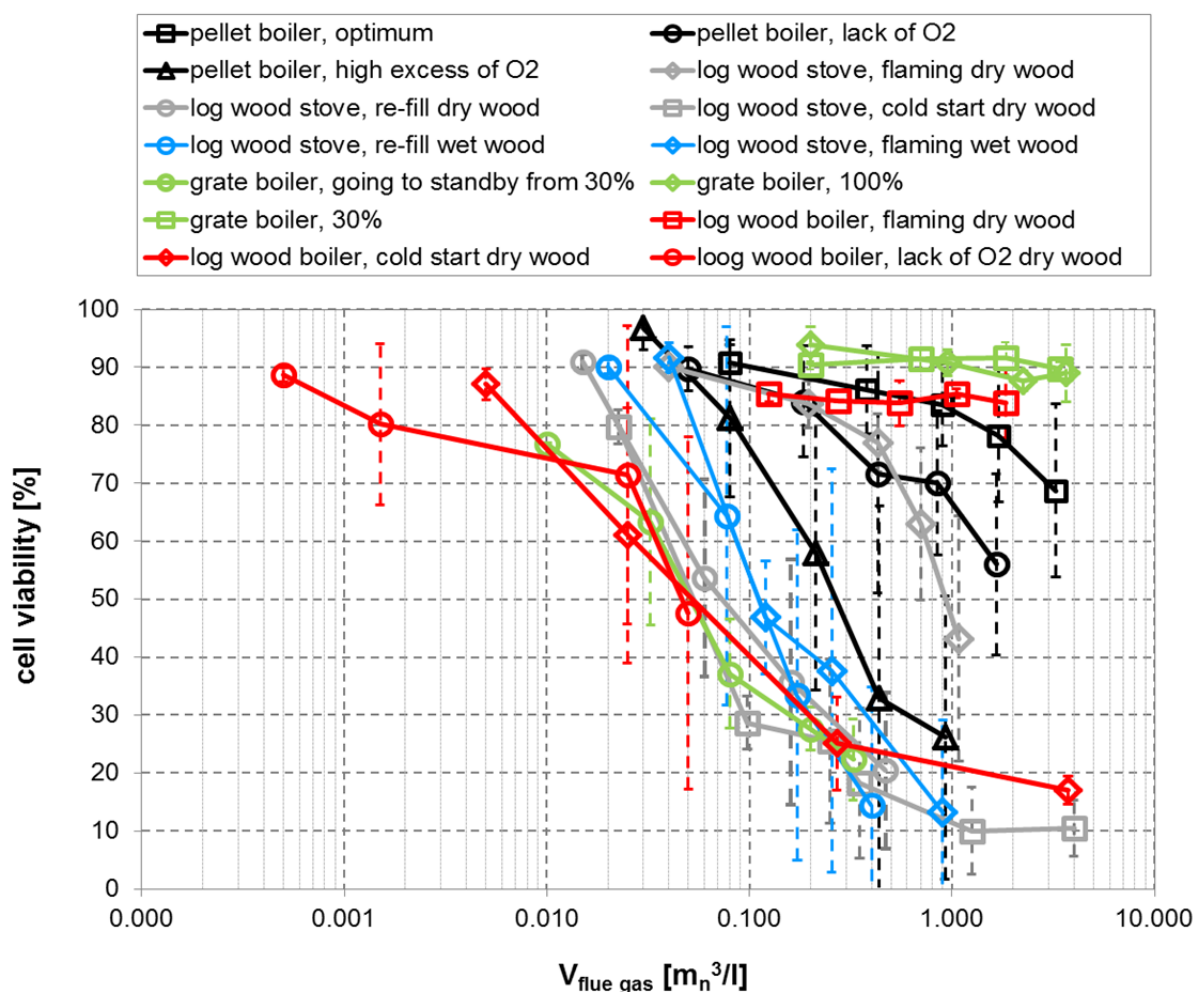 pellet boiler, optimum pellet boiler, lack of O2
pellet boiler, high excess of O2 log wood stove, flaming dry wood
log wood stove, re-fill dry wood log wood stove, cold start dry wood
log wood stove, re-fill wet wood log wood stove, flaming wet wood
grate boiler, going to standby from 30% grate boiler, 100%
grate boiler, 30% log wood boiler, flaming dry wood
log wood boiler, cold start dry wood loog wood boiler, lack of O2 dry wood
100
90
80
70
60
50
40
30
20
10
0
cell viability [%]
0.000 0.001 0.010 0.100 1.000 10.000
V flue gas [mn³/l]